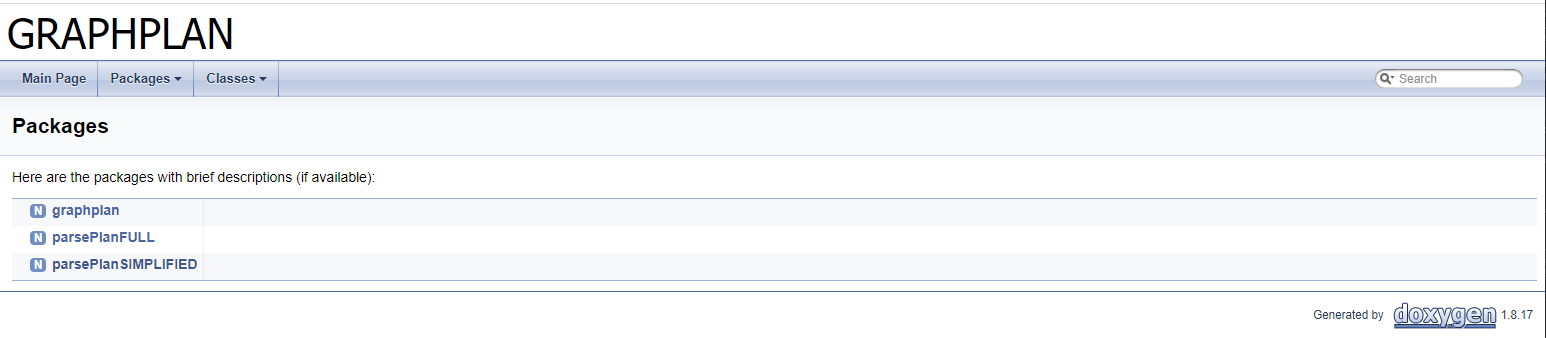 GRAPHPLAN
Main Page Packages Classes Search
Packages
Here are the packages with brief descriptions (if available):
N graphplan
N parsePlanFULL
N parsePlanSIMPLIFIED
Generated by doxygen 1.8.17